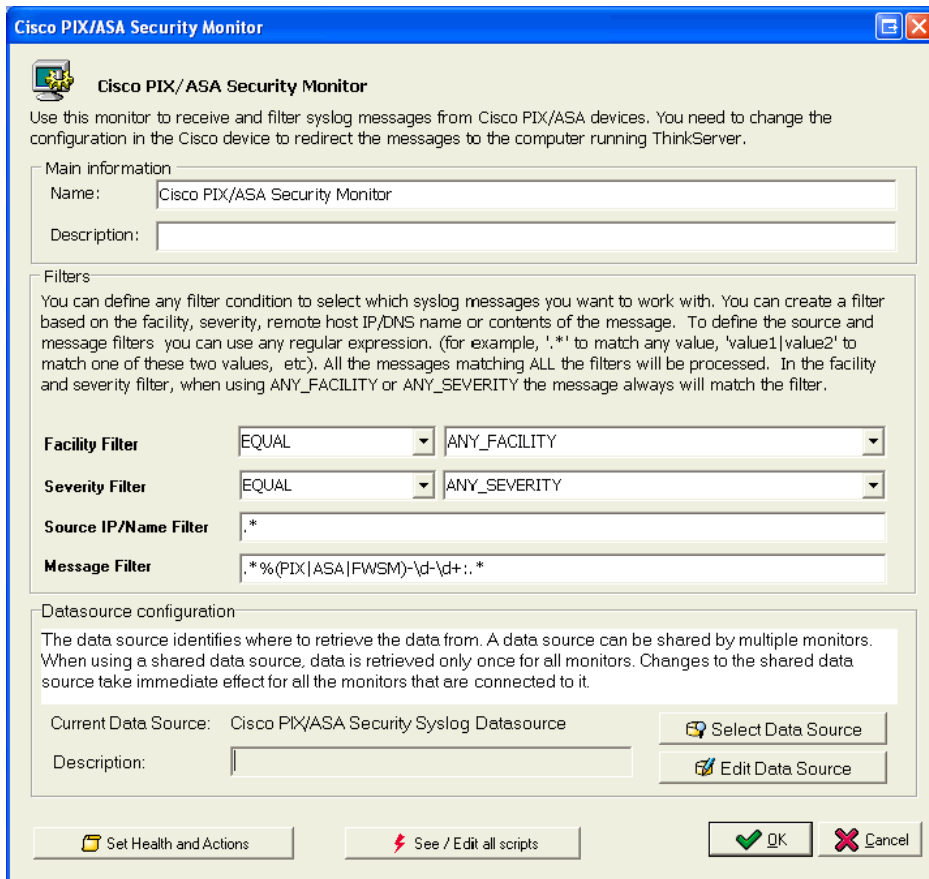 Cisco PIX/ASA Security Monitor
Cisco PIX/ASA Security Monitor
Use this monitor to receive and filter syslog messages from Cisco PIX/ASA devices. You need to change the
configuration in the Cisco device to redirect the messages to the computer running ThinkServer.
Main information
Name: Cisco PIX/ASA Security Monitor
Description:
Filters
You can define any filter condition to select which syslog messages you want to work with. You can create a filter
based on the facility, severity, remote host IP/DNS name or contents of the message. To define the source and
message filters you can use any regular expression. (for example, '.*' to match any value, 'value1|value2' to
match one of these two values, etc). All the messages matching ALL the filters will be processed. In the facility
and severity filter, when using ANY_FACILITY or ANY_SEVERITY the message always will match the filter.
Facility Filter EQUAL ANY_FACILITY
Severity Filter EQUAL ANY_SEVERITY
Source IP/Name Filter .*
Message Filter .*%(PIX|ASA|FWSM)-\d-\d+:.*
Datasource configuration
The data source identifies where to retrieve the data from. A data source can be shared by multiple monitors.
When using a shared data source, data is retrieved only once for all monitors. Changes to the shared data
source take immediate effect for all the monitors that are connected to it.
Current Data Source: Cisco PIX/ASA Security Syslog Datasource Select Data Source
Description: Edit Data Source
Set Health and Actions See / Edit all scripts OK Cancel